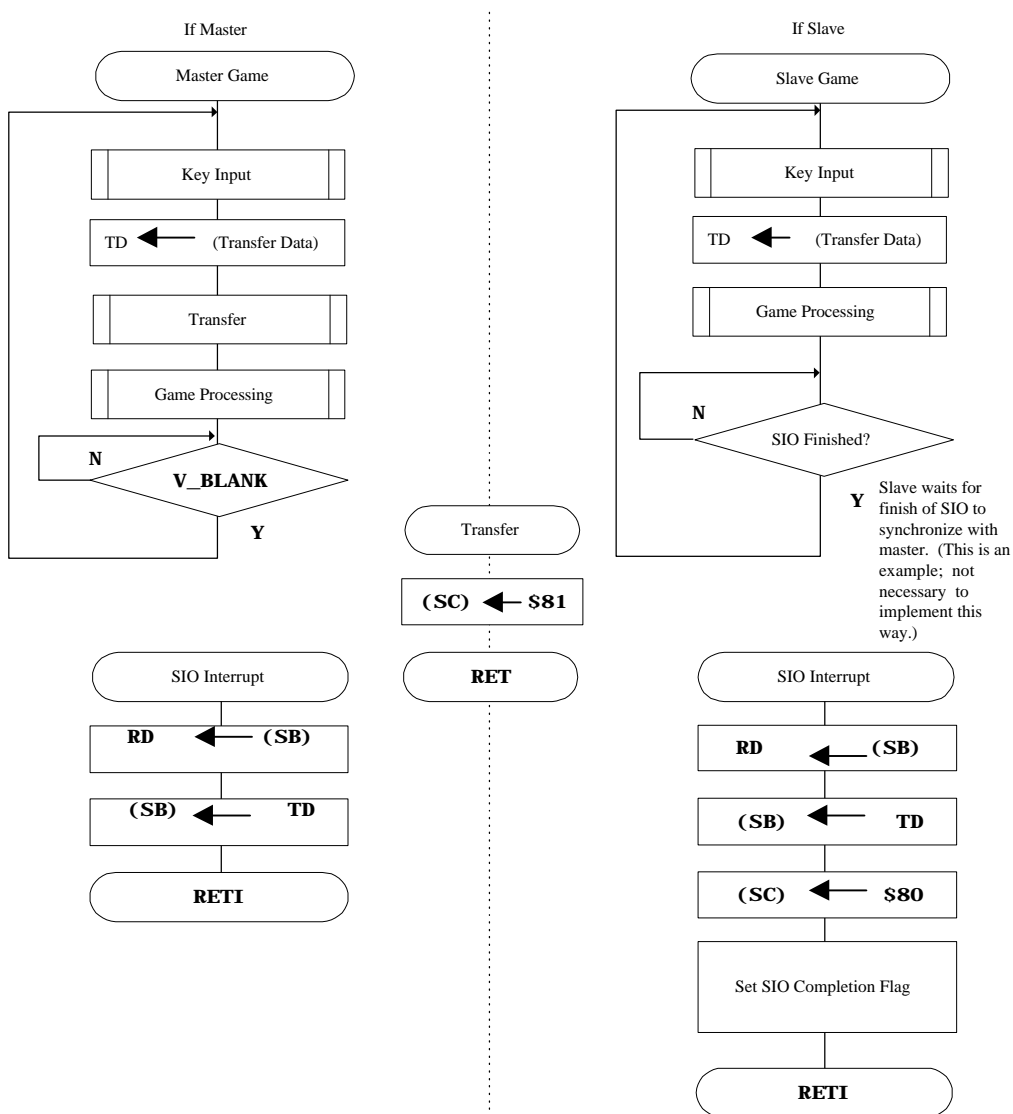 If Master
Master Game
Key Input
TD (Transfer Data)
Transfer
Game Processing
N
V_BLANK
Y
If Slave
Slave Game
Key Input
TD (Transfer Data)
Game Processing
N
SIO Finished?
Y
Slave waits for
finish of SIO to
synchronize with
master. (This is an
example; not
necessary to
implement this
way.)
Transfer
(SC) $81
RET
SIO Interrupt
RD (SB)
(SB) TD
RETI
SIO Interrupt
RD (SB)
(SB) TD
(SC) $80
Set SIO Completion Flag
RETI